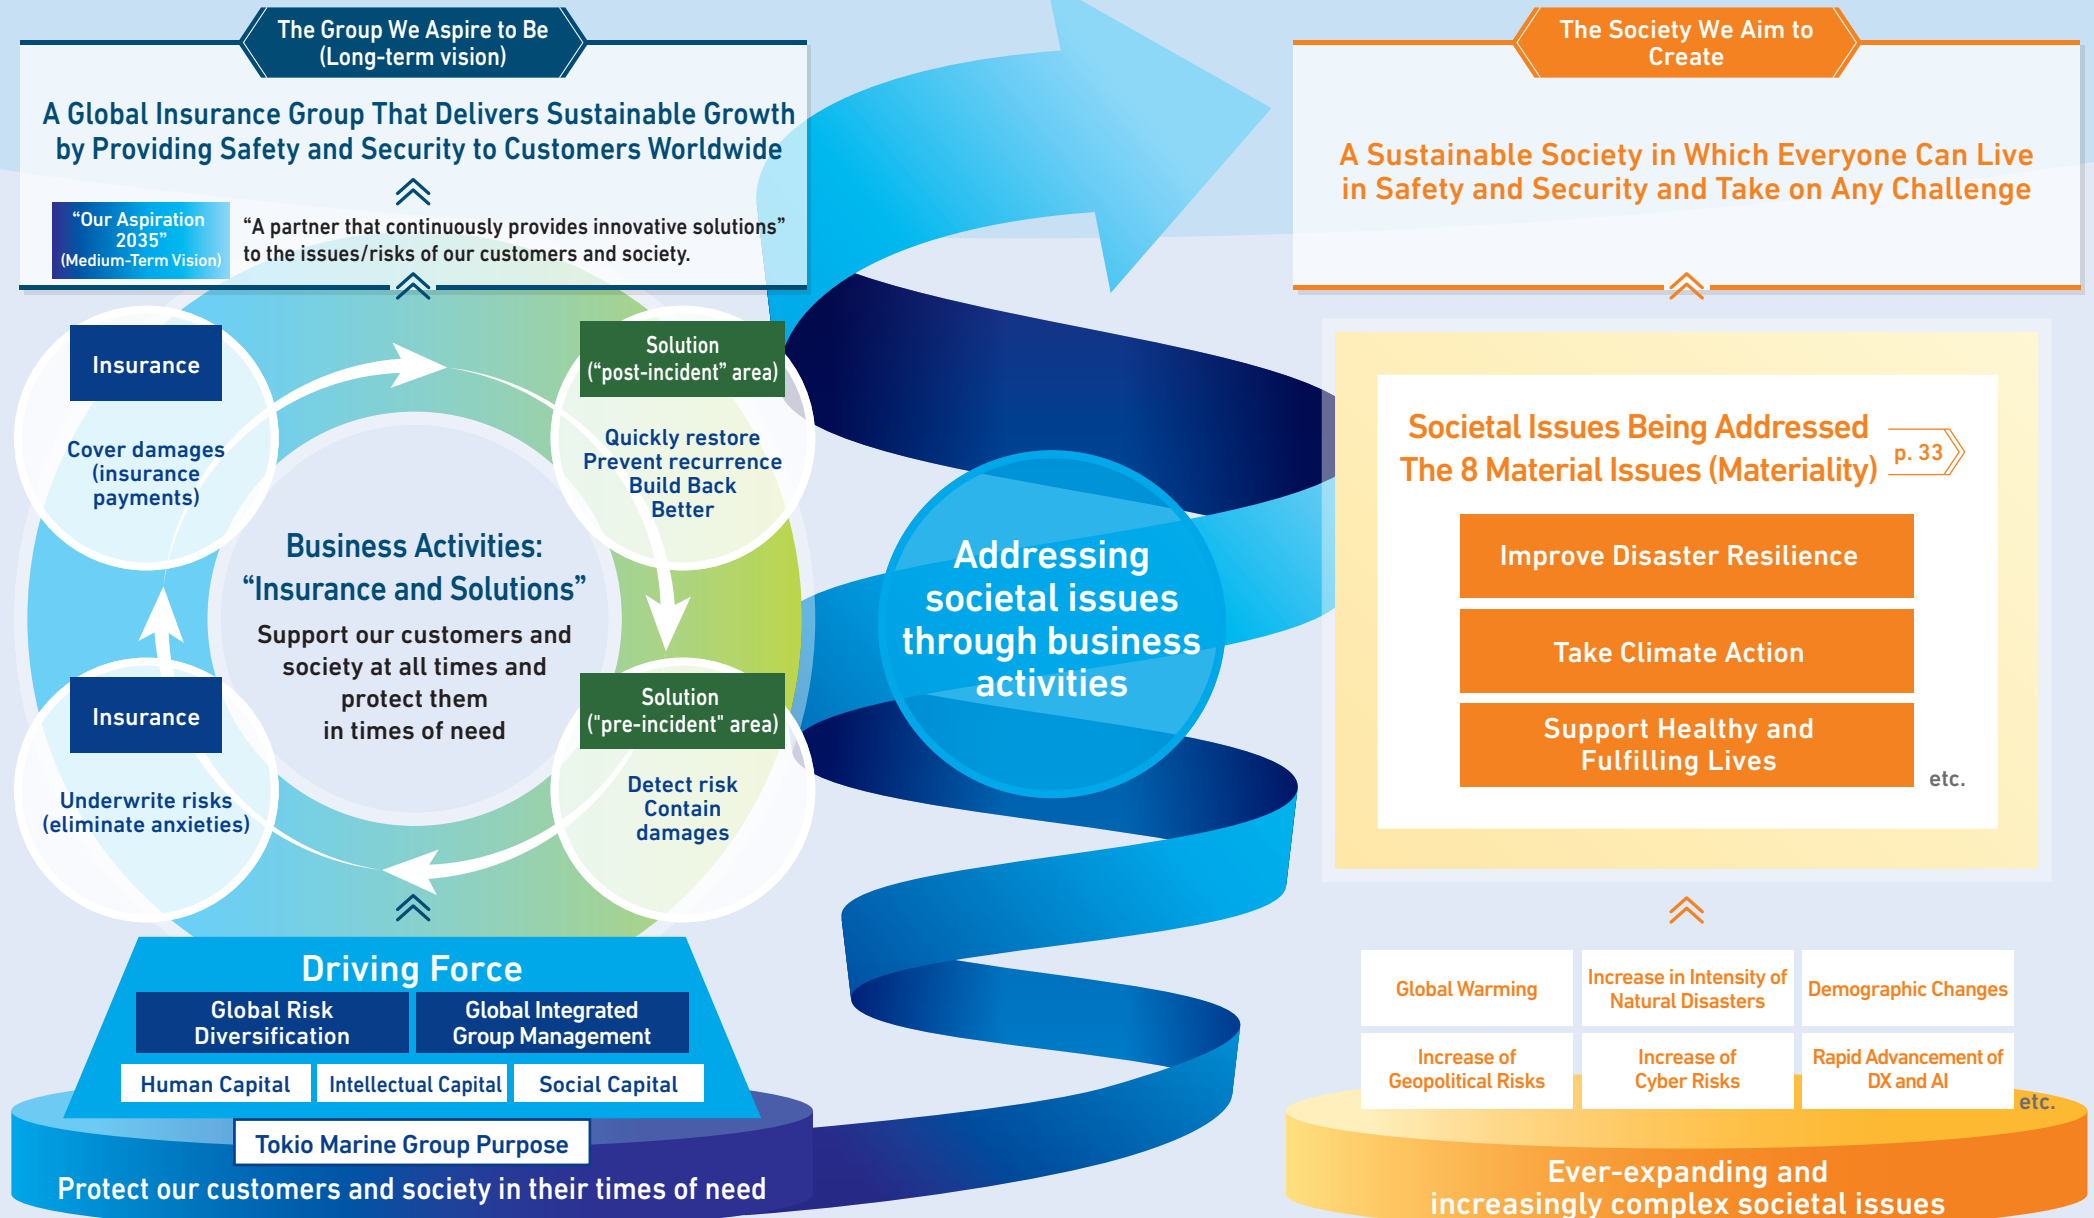 The Group We Aspire to Be
(Long-term vision)
A Global Insurance Group That Delivers Sustainable Growth
by Providing Safety and Security to Customers Worldwide
“Our Aspiration
2035”
(Medium-Term Vision)
“A partner that continuously provides innovative solutions”
to the issues/risks of our customers and society.
Insurance
Cover damages
(insurance
payments)
Solution
(“post-incident” area)
Quickly restore
Prevent recurrence
Build Back
Better
Business Activities:
“Insurance and Solutions”
Support our customers and
society at all times and
protect them
in times of need
Insurance
Underwrite risks
(eliminate anxieties)
Solution
("pre-incident" area)
Detect risk
Contain
damages
Driving Force
Global Risk
Diversification
Global Integrated
Group Management
Human Capital
Intellectual Capital
Social Capital
Tokio Marine Group Purpose
Protect our customers and society in their times of need
Addressing
societal issues
through business
activities
The Society We Aim to
Create
A Sustainable Society in Which Everyone Can Live
in Safety and Security and Take on Any Challenge
Societal Issues Being Addressed
The 8 Material Issues (Materiality)
p. 33
Improve Disaster Resilience
Take Climate Action
Support Healthy and
Fulfilling Lives
etc.
Global Warming
Increase in Intensity of
Natural Disasters
Demographic Changes
Increase of
Geopolitical Risks
Increase of
Cyber Risks
Rapid Advancement of
DX and AI
etc.
Ever-expanding and
increasingly complex societal issues